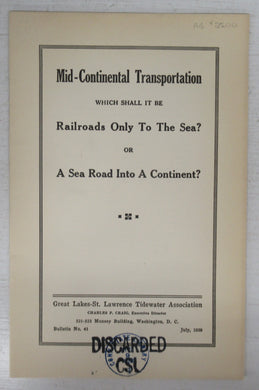 Mid-Continental Transportation
WHICH SHALL IT BE
Railroads Only To The Sea?
OR
A Sea Road Into A Continent?
Great Lakes-St. Lawrence Tidewater Association
CHARLES P. CRAIG, Executive Director
Munsey Building, Washington, D. C.
Bulletin No. 41
July,
DISCARDED
CSL